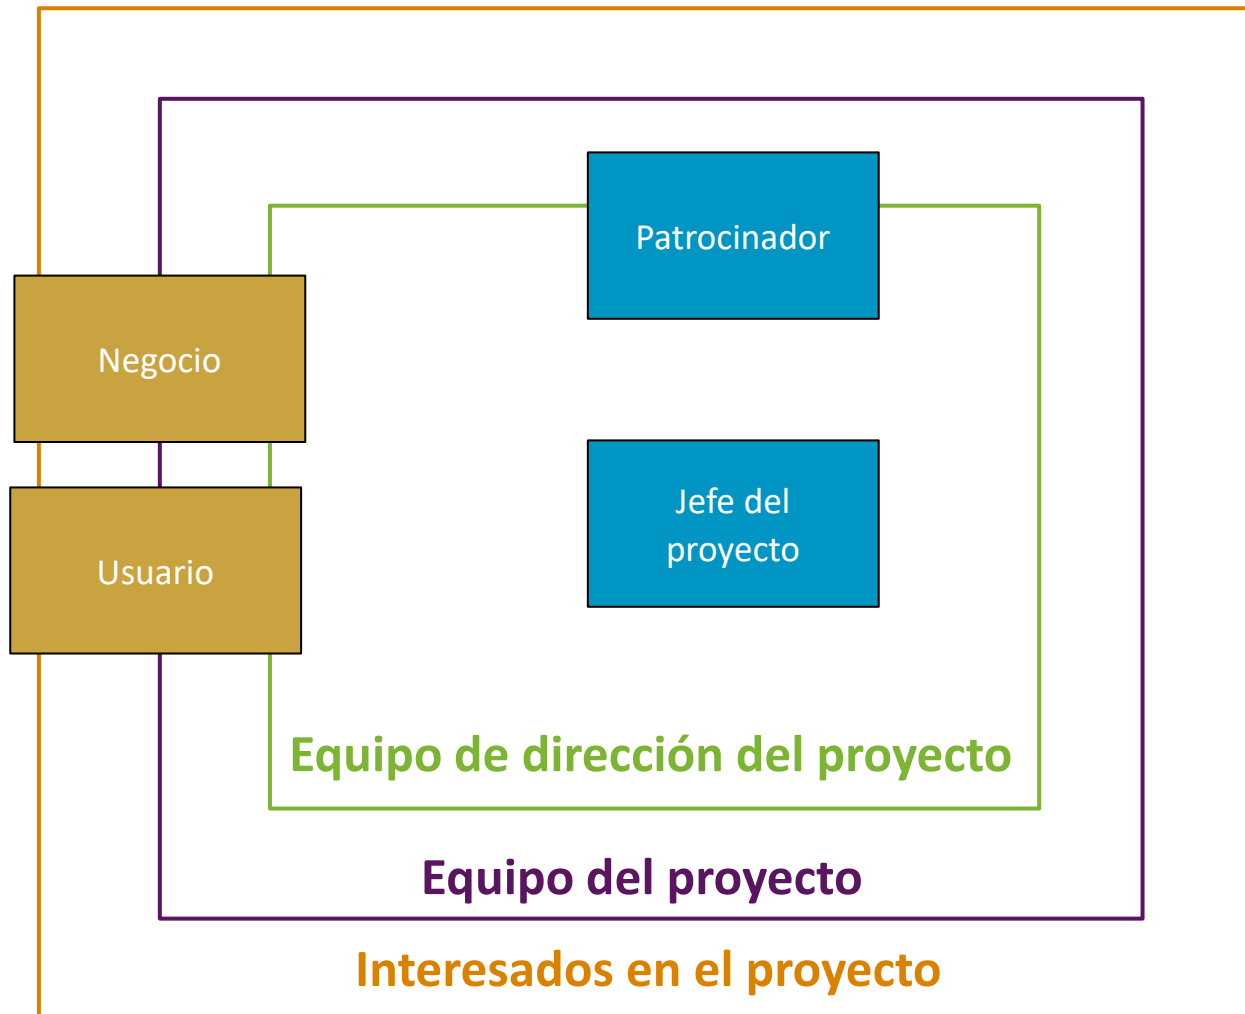 Patrocinador
Negocio
Jefe del
proyecto
Usuario
Equipo de dirección del proyecto
Equipo del proyecto
Interesados en el proyecto